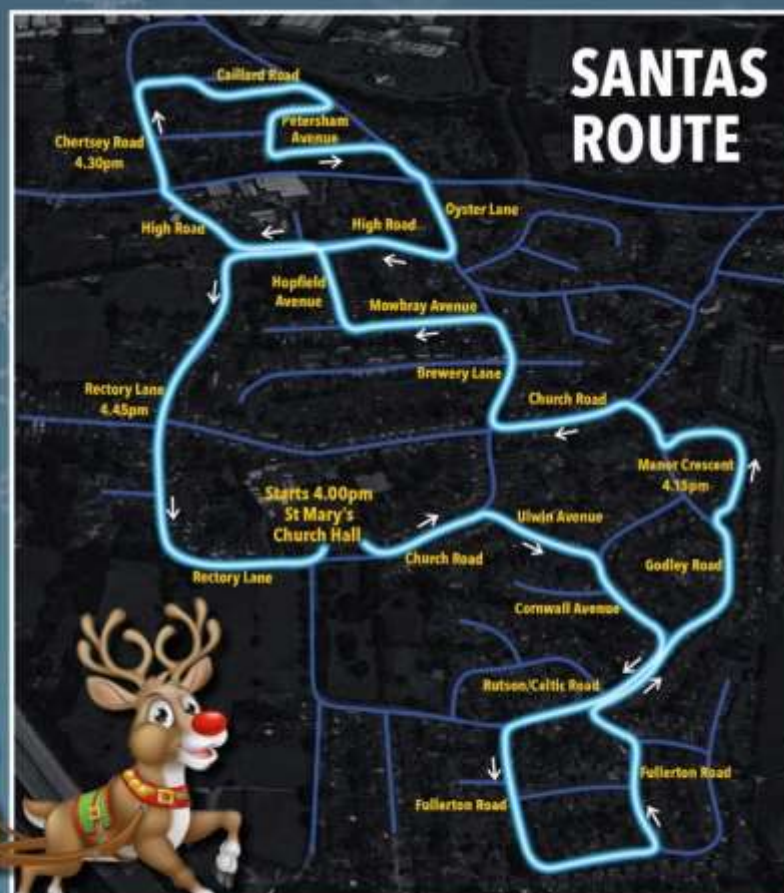 SANTAS
ROUTE
Caillard Road
Petersham
Avenue
Chertsey Road
4.30pm
Oyster Lane
High Road
High Road
Hopfield
Avenue
Mowbray Avenue
Brewery Lane
Rectory Lane
4.45pm
Church Road
Manor Crescent
4.15pm
Starts 4.00pm
St Mary's
Church Hall
Ulwin Avenue
Church Road
Godley Road
Rectory Lane
Cornwall Avenue
Rutson/Celtic Road
Fullerton Road
Fullerton Road